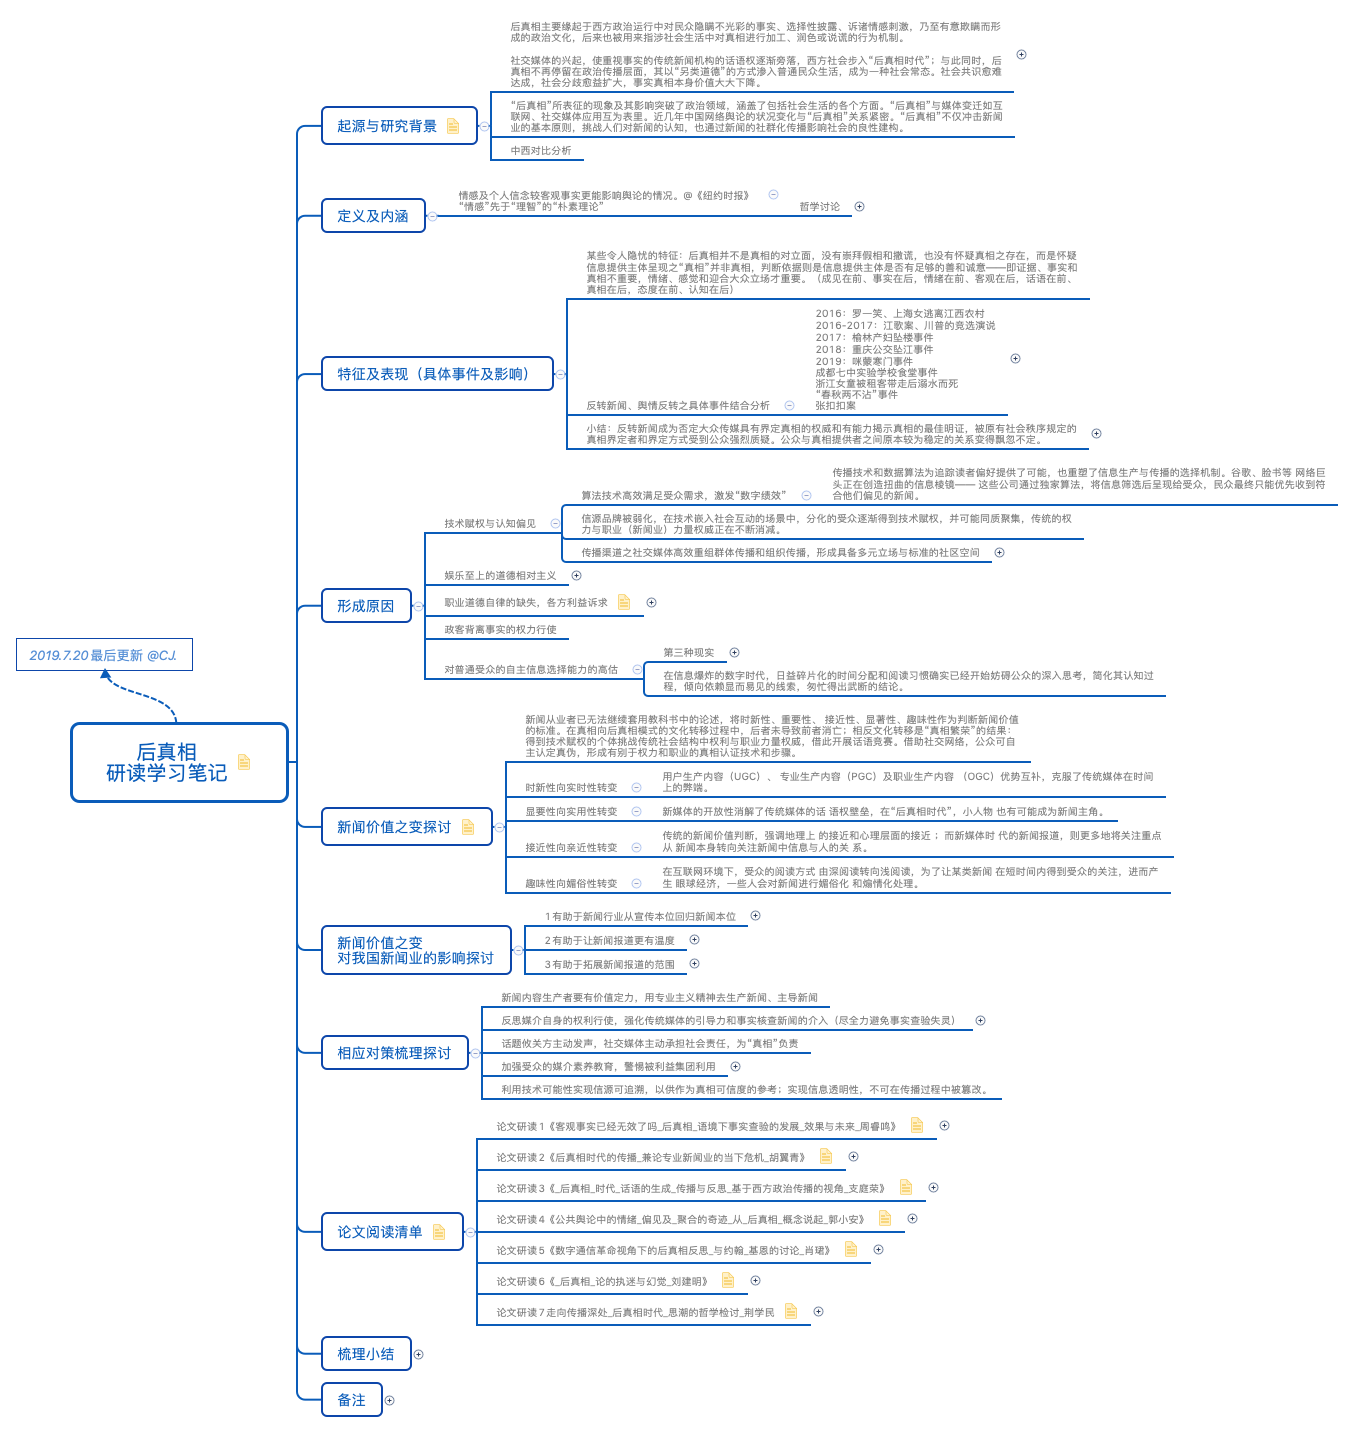 后真相主要缘起于西方政治运行中对民众隐瞒不光彩的事实、选择性披露、诉诸情感刺激，乃至有意欺瞒而形
成的政治文化，后来也被用来指涉社会生活中对真相进行加工、润色或说谎的行为机制。
社交媒体的兴起，使重视事实的传统新闻机构的话语权逐渐旁落，西方社会步入“后真相时代”；与此同时，后
真相不再停留在政治传播层面，其以“另类道德”的方式渗入普通民众生活，成为一种社会常态。社会共识愈难
达成，社会分歧愈益扩大，事实真相本身价值大大下降。
“后真相”所表征的现象及其影响突破了政治领域，涵盖了包括社会生活的各个方面。“后真相”与媒体变迁如互
联网、社交媒体应用互为表里。近几年中国网络舆论的状况变化与“后真相”关系紧密。“后真相”不仅冲击新闻
业的基本原则，挑战人们对新闻的认知，也通过新闻的社群化传播影响社会的良性建构。
起源与研究背景
中西对比分析
情感及个人信念较客观事实更能影响舆论的情况。@《纽约时报》
“情感”先于“理智”的“朴素理论”
哲学讨论
定义及内涵
某些令人隐忧的特征：后真相并不是真相的对立面，没有崇拜假相和撒谎，也没有怀疑真相之存在，而是怀疑
信息提供主体呈现之“真相”并非真相，判断依据则是信息提供主体是否有足够的善和诚意——即证据、事实和
真相不重要，情绪、感觉和迎合大众立场才重要。（成见在前、事实在后，情绪在前、客观在后，话语在前、
真相在后，态度在前、认知在后）
2016：罗一笑、上海女逃离江西农村
2016-2017：江歌案、川普的竞选演说
2017：榆林产妇坠楼事件
2018：重庆公交坠江事件
2019：咪蒙寒门事件
成都七中实验学校食堂事件
浙江女童被租客带走后溺水而死
“春秋两不沾”事件
张扣扣案
特征及表现（具体事件及影响）
反转新闻、舆情反转之具体事件结合分析
小结：反转新闻成为否定大众传媒具有界定真相的权威和有能力揭示真相的最佳明证，被原有社会秩序规定的
真相界定者和界定方式受到公众强烈质疑。公众与真相提供者之间原本较为稳定的关系变得飘忽不定。
传播技术和数据算法为追踪读者偏好提供了可能，也重塑了信息生产与传播的选择机制。谷歌、脸书等 网络巨
头正在创造扭曲的信息棱镜—— 这些公司通过独家算法，将信息筛选后呈现给受众，民众最终只能优先收到符
合他们偏见的新闻。
算法技术高效满足受众需求，激发“数字绩效”
信源品牌被弱化，在技术嵌入社会互动的场景中，分化的受众逐渐得到技术赋权，并可能同质聚集，传统的权
力与职业（新闻业）力量权威正在不断消减。
技术赋权与认知偏见
传播渠道之社交媒体高效重组群体传播和组织传播，形成具备多元立场与标准的社区空间
娱乐至上的道德相对主义
职业道德自律的缺失，各方利益诉求
形成原因
政客背离事实的权力行使
第三种现实
对普通受众的自主信息选择能力的高估
在信息爆炸的数字时代，日益碎片化的时间分配和阅读习惯确实已经开始妨碍公众的深入思考，简化其认知过
程，倾向依赖显而易见的线索，匆忙得出武断的结论。
2019.7.20 最后更新 @CJ.
后真相
研读学习笔记
新闻从业者已无法继续套用教科书中的论述，将时新性、重要性、 接近性、显著性、趣味性作为判断新闻价值
的标准。在真相向后真相模式的文化转移过程中，后者未导致前者消亡；相反文化转移是“真相繁荣”的结果：
得到技术赋权的个体挑战传统社会结构中权利与职业力量权威，借此开展话语竞赛。借助社交网络，公众可自
主认定真伪，形成有别于权力和职业的真相认证技术和步骤。
用户生产内容（UGC）、 专业生产内容（PGC）及职业生产内容 （OGC）优势互补，克服了传统媒体在时间
上的弊端。
时新性向实时性转变
显要性向实用性转变
新媒体的开放性消解了传统媒体的话 语权壁垒，在“后真相时代”，小人物 也有可能成为新闻主角。
新闻价值之变探讨
传统的新闻价值判断，强调地理上 的接近和心理层面的接近 ；而新媒体时 代的新闻报道，则更多地将关注重点
从 新闻本身转向关注新闻中信息与人的关 系。
接近性向亲近性转变
在互联网环境下，受众的阅读方式 由深阅读转向浅阅读，为了让某类新闻 在短时间内得到受众的关注，进而产
生 眼球经济，一些人会对新闻进行媚俗化 和煽情化处理。
趣味性向媚俗性转变
1 有助于新闻行业从宣传本位回归新闻本位
2 有助于让新闻报道更有温度
3 有助于拓展新闻报道的范围
新闻价值之变
对我国新闻业的影响探讨
新闻内容生产者要有价值定力，用专业主义精神去生产新闻、主导新闻
反思媒介自身的权利行使，强化传统媒体的引导力和事实核查新闻的介入（尽全力避免事实查验失灵）
相应对策梳理探讨
话题攸关方主动发声，社交媒体主动承担社会责任，为“真相”负责
加强受众的媒介素养教育，警惕被利益集团利用
利用技术可能性实现信源可追溯，以供作为真相可信度的参考；实现信息透明性，不可在传播过程中被篡改。
论文研读 1《客观事实已经无效了吗_后真相_语境下事实查验的发展_效果与未来_周睿鸣》
论文研读 2《后真相时代的传播_兼论专业新闻业的当下危机_胡翼青》
论文研读 3《_后真相_时代_话语的生成_传播与反思_基于西方政治传播的视角_支庭荣》
论文研读 4《公共舆论中的情绪_偏见及_聚合的奇迹_从_后真相_概念说起_郭小安》
论文阅读清单
论文研读 5《数字通信革命视角下的后真相反思_与约翰_基恩的讨论_肖珺》
论文研读 6《_后真相_论的执迷与幻觉_刘建明》
论文研读 7 走向传播深处_后真相时代_思潮的哲学检讨_荆学民
梳理小结
备注